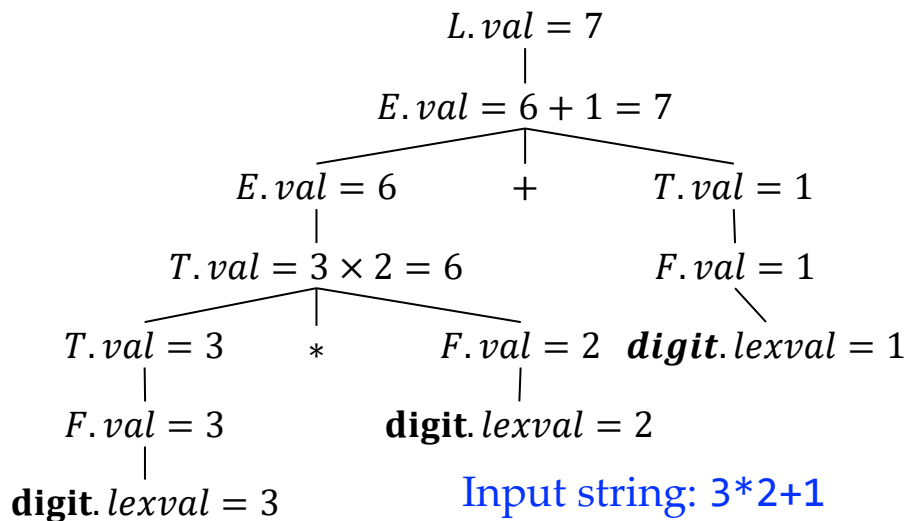 L.val = 7
E.val = 6 + 1 = 7
E.val = 6 + T.val = 1
T.val = 3 × 2 = 6 F.val = 1
T.val = 3 * F.val = 2 digit.lexval = 1
F.val = 3 digit.lexval = 2
digit.lexval = 3 Input string: 3*2+1